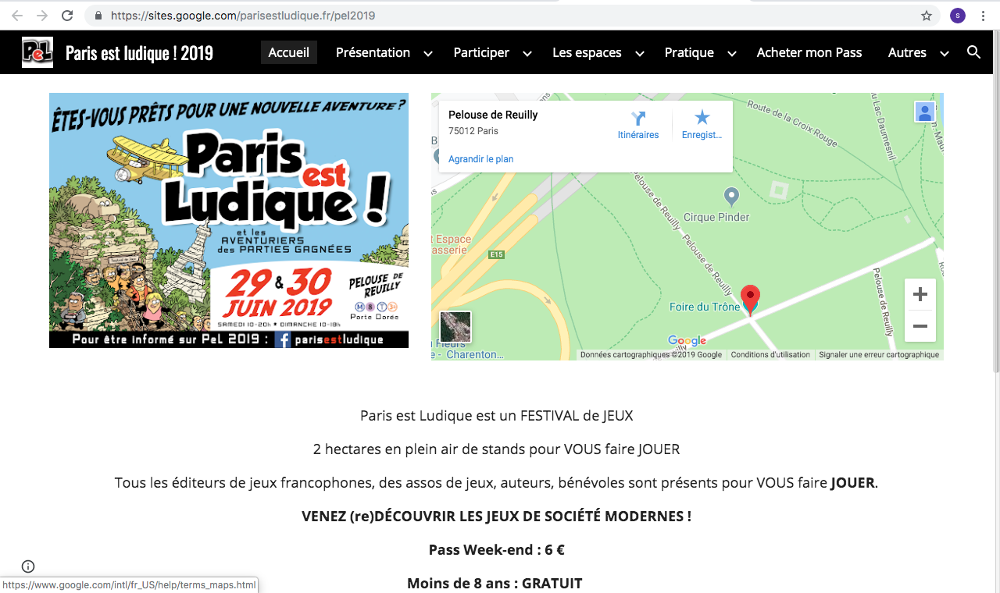 https://sites.google.com/parisestludique.fr/pel2019
S
PeL
Paris est ludique ! 2019
Accueil
Présentation
Participer
Les espaces
Pratique
Acheter mon Pass
Autres
ÊTES-VOUS PRÊTS POUR UNE NOUVELLE AVENTURE ?
Paris
est
Ludique !
et les
AVENTURIERS
des PARTIES GAGNÉES
29 & 30
JUIN 2019
SAMEDI 10-20h * DIMANCHE 10-18h
PELOUSE DE
REUILLY
M 8 T 3a
Porte Dorée
Festival de Jeux
Pour être informé sur PeL 2019 : f parisestludique
Pelouse de Reuilly
75012 Paris
Itinéraires
Enregist...
Agrandir le plan
Route de la Croix Rouge
au Lac Daumesnil
Pelouse de Reuilly
Pelouse de Reuilly
Cirque Pinder
t Espace
asserie
E15
Foire du Trône
Pelouse de Reuilly
Fleurs
e - Charenton...
Google
Données cartographiques ©2019 Google
Conditions d'utilisation
Signaler une erreur cartographique
Paris est Ludique est un FESTIVAL de JEUX
2 hectares en plein air de stands pour VOUS faire JOUER
Tous les éditeurs de jeux francophones, des assos de jeux, auteurs, bénévoles sont présents pour VOUS faire JOUER.
VENEZ (re)DÉCOUVRIR LES JEUX DE SOCIÉTÉ MODERNES !
Pass Week-end : 6 €
Moins de 8 ans : GRATUIT
https://www.google.com/intl/fr_US/help/terms_maps.html